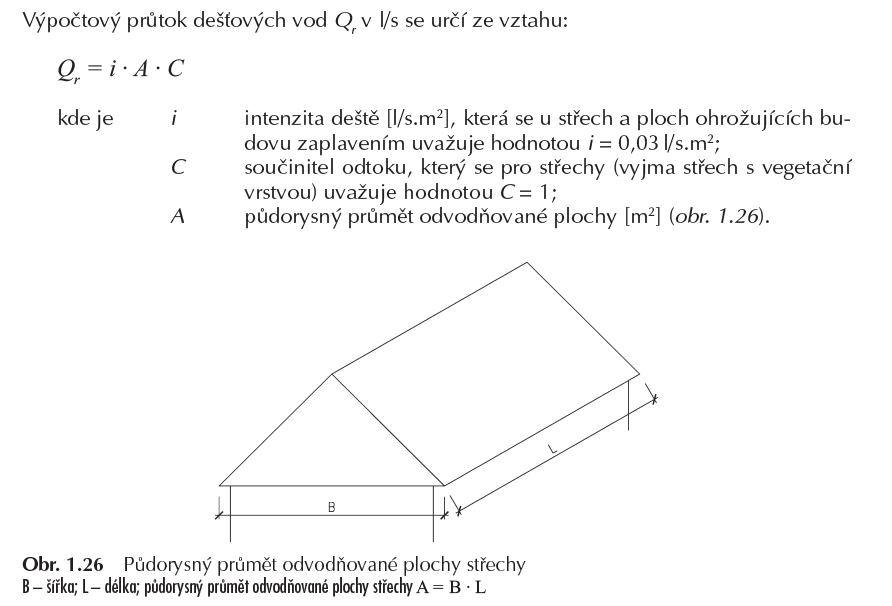 Výpočtový průtok dešťových vod Qr v l/s se určí ze vztahu:
Qr = i · A · C
kde je i intenzita deště [l/s.m²], která se u střech a ploch ohrožujících bu-
dovu zaplavením uvažuje hodnotou i = 0,03 l/s.m²;
C součinitel odtoku, který se pro střechy (vyjma střech s vegetační
vrstvou) uvažuje hodnotou C = 1;
A půdorysný průmět odvodňované plochy [m²] (obr. 1.26).
L
B
Obr. 1.26 Půdorysný průmět odvodňované plochy střechy
B – šířka; L – délka; půdorysný průmět odvodňované plochy střechy A = B · L